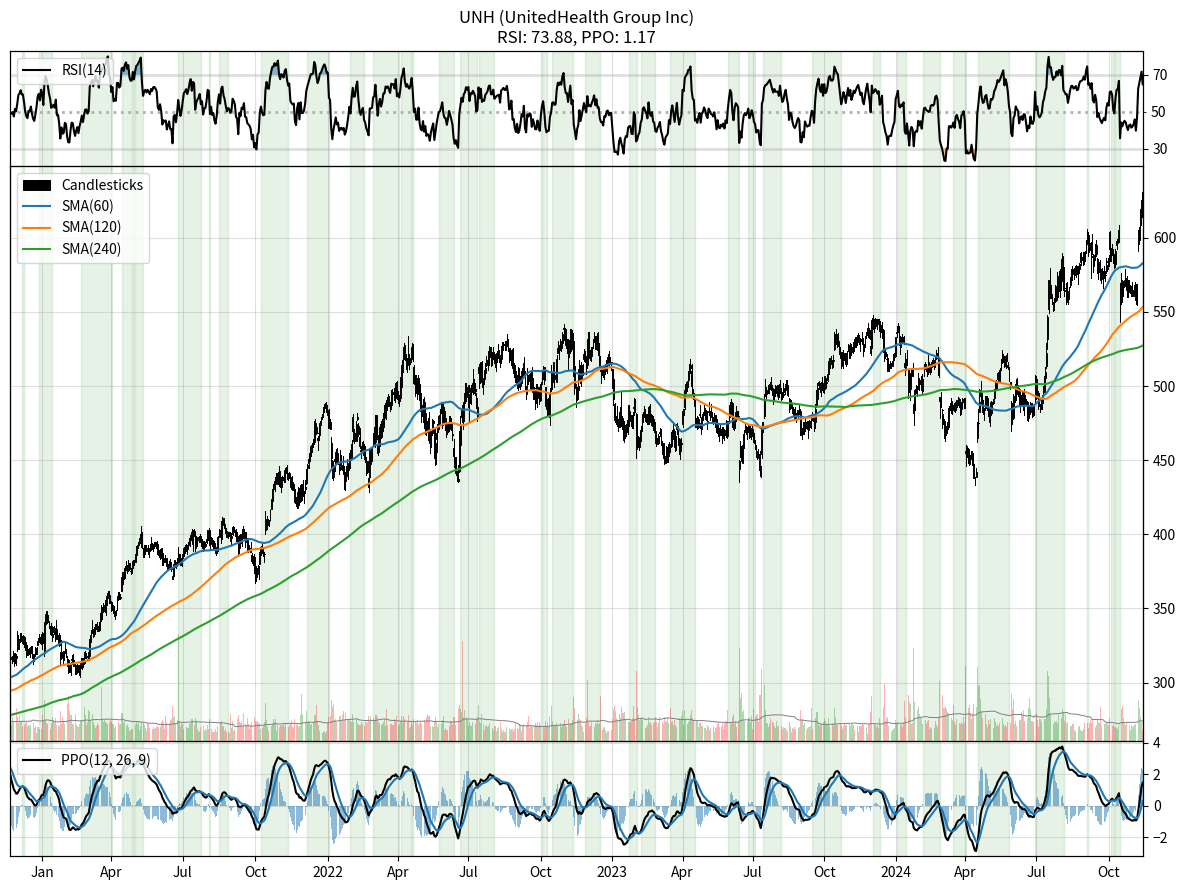 UNH (UnitedHealth Group Inc)
RSI: 73.88, PPO: 1.17
RSI(14)
70
50
30
Candlesticks
SMA(60)
SMA(120)
SMA(240)
600
550
500
450
400
350
300
PPO(12, 26, 9)
4
2
0
−2
Jan Apr Jul Oct 2022 Apr Jul Oct 2023 Apr Jul Oct 2024 Apr Jul Oct